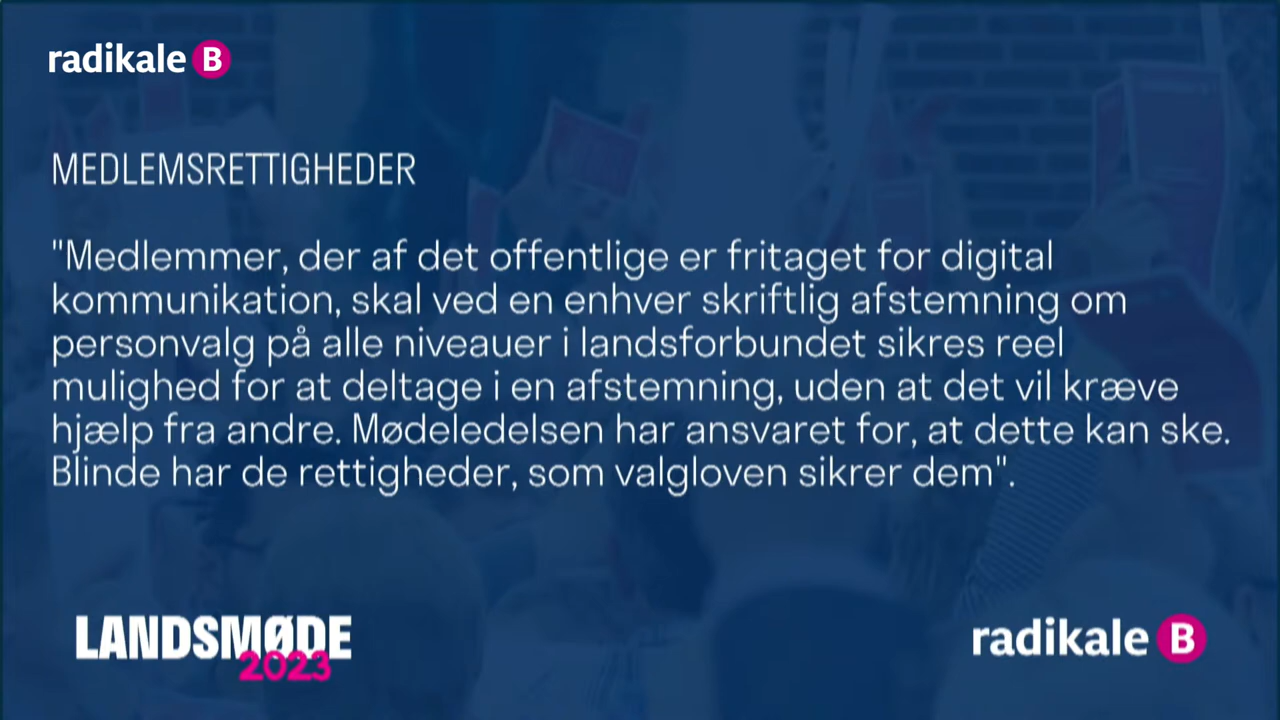 radikale B
MEDLEMSRETTIGHEDER
"Medlemmer, der af det offentlige er fritaget for digital
kommunikation, skal ved en enhver skriftlig afstemning om
personvalg på alle niveauer i landsforbundet sikres reel
mulighed for at deltage i en afstemning, uden at det vil kræve
hjælp fra andre. Mødeledelsen har ansvaret for, at dette kan ske.
Blinde har de rettigheder, som valgloven sikrer dem".
LANDSMØDE
2023
radikale B